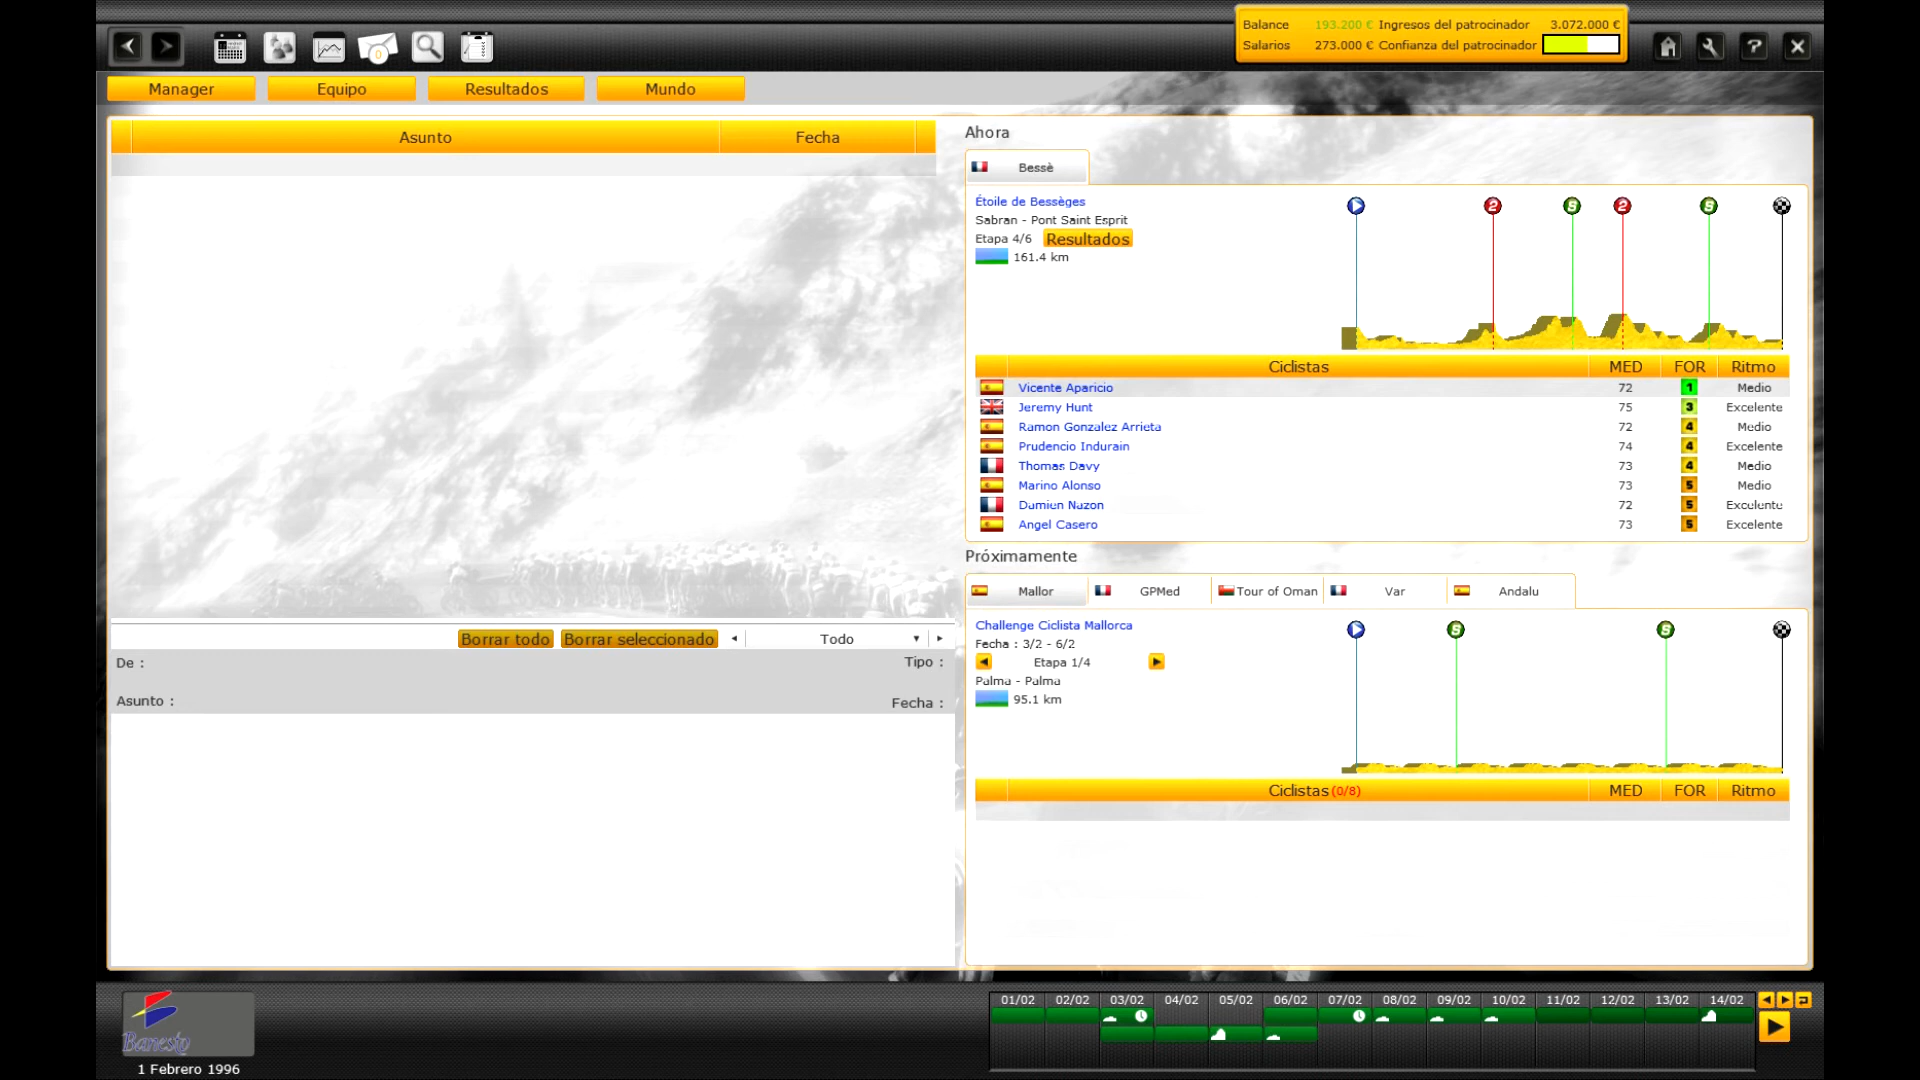 Balance 193.200 € Ingresos del patrocinador 3.072.000 €
Salarios 273.000 € Confianza del patrocinador
0
Manager Equipo Resultados Mundo
Asunto Fecha
Borrar todo Borrar seleccionado Todo
De : Tipo :
Asunto : Fecha :
Ahora
Bessè
Étoile de Bessèges
Sabran - Pont Saint Esprit
Etapa 4/6 Resultados
161.4 km
2 S 2 S
Ciclistas MED FOR Ritmo
Vicente Aparicio 72 1 Medio
Jeremy Hunt 75 3 Excelente
Ramon Gonzalez Arrieta 72 4 Medio
Prudencio Indurain 74 4 Excelente
Thomas Davy 73 4 Medio
Marino Alonso 73 5 Medio
Damien Nazon 72 5 Excelente
Angel Casero 73 5 Excelente
Próximamente
Mallor GPMed Tour of Oman Var Andalu
Challenge Ciclista Mallorca
Fecha : 3/2 - 6/2
Etapa 1/4
Palma - Palma
95.1 km
S S
Ciclistas (0/8) MED FOR Ritmo
Banesto
1 Febrero 1996
01/02 02/02 03/02 04/02 05/02 06/02 07/02 08/02 09/02 10/02 11/02 12/02 13/02 14/02